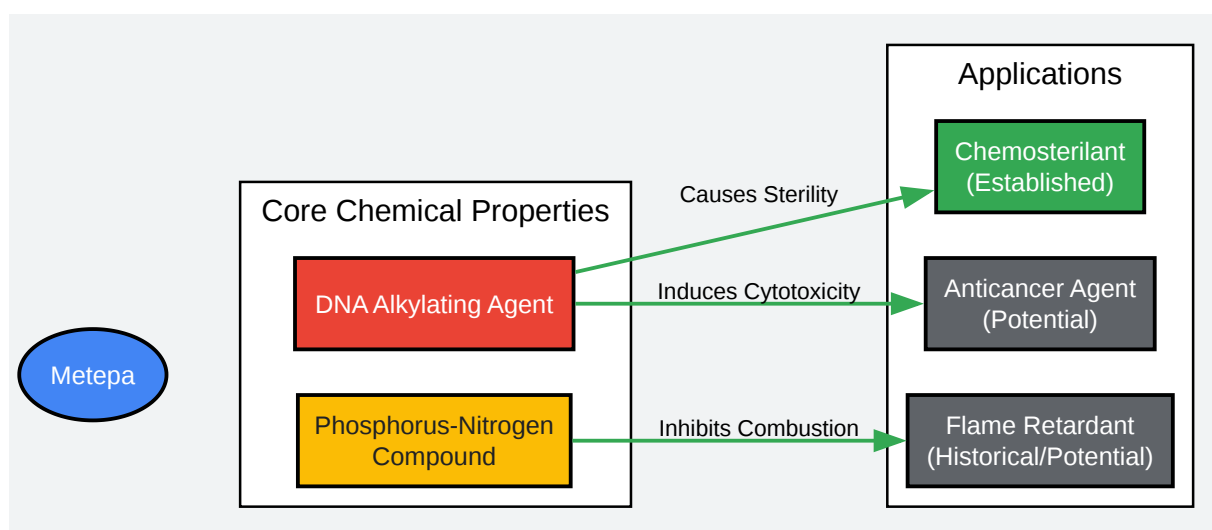 Metepa
Core Chemical Properties
DNA Alkylating Agent
Phosphorus-Nitrogen
Compound
Causes Sterility
Induces Cytotoxicity
Inhibits Combustion
Applications
Chemosterilant
(Established)
Anticancer Agent
(Potential)
Flame Retardant
(Historical/Potential)